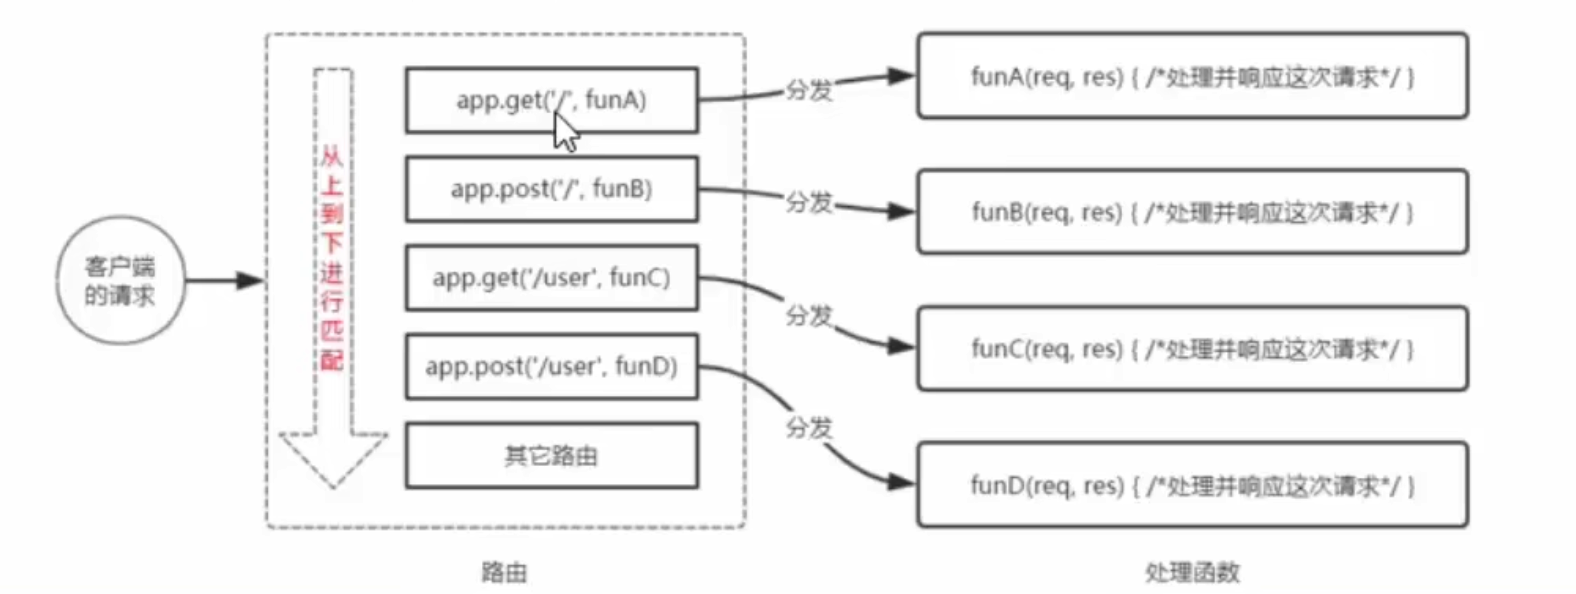 客户端
的请求
从上到下进行匹配
app.get('/', funA)
app.post('/', funB)
app.get('/user', funC)
app.post('/user', funD)
其它路由
路由
分发
分发
分发
分发
funA(req, res) { /*处理并响应这次请求*/ }
funB(req, res) { /*处理并响应这次请求*/ }
funC(req, res) { /*处理并响应这次请求*/ }
funD(req, res) { /*处理并响应这次请求*/ }
处理函数